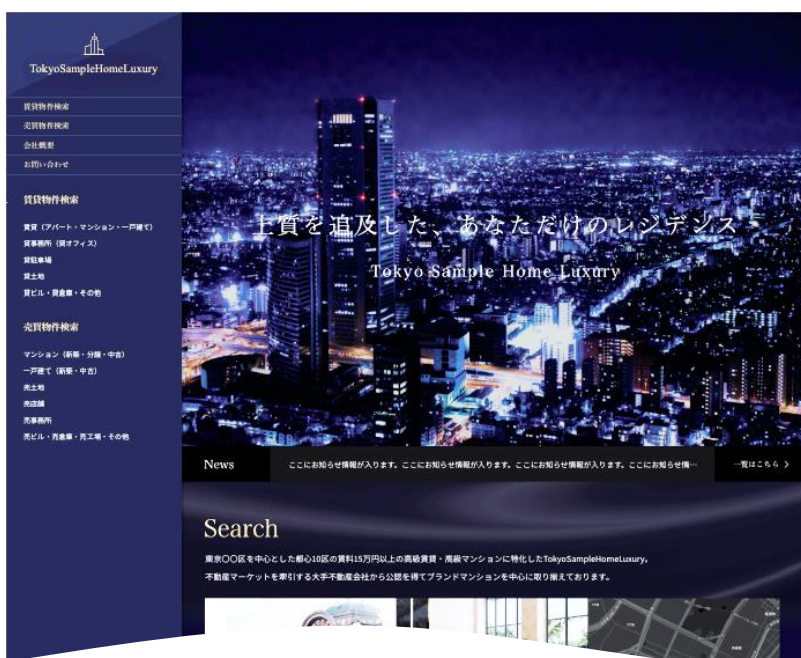 TokyoSampleHomeLuxury
賃貸物件検索
売買物件検索
会社概要
お問い合わせ
賃貸物件検索
賃貸（アパート・マンション・一戸建て）
貸事務所（貸オフィス）
貸駐車場
貸土地
貸ビル・貸倉庫・その他
売買物件検索
マンション（新築・分譲・中古）
一戸建て（新築・中古）
売土地
売店舗
売事務所
売ビル・売倉庫・売工場・その他
上質を追及した、あなただけのレジデンス
Tokyo Sample Home Luxury
News
ここにお知らせ情報が入ります。ここにお知らせ情報が入ります。ここにお知らせ情報が入ります。ここにお知らせ情…
一覧はこちら
Search
東京〇〇区を中心とした都心10区の賃料15万円以上の高級賃貸・高級マンションに特化したTokyoSampleHomeLuxury。
不動産マーケットを牽引する大手不動産会社から公認を得てブランドマンションを中心に取り揃えております。